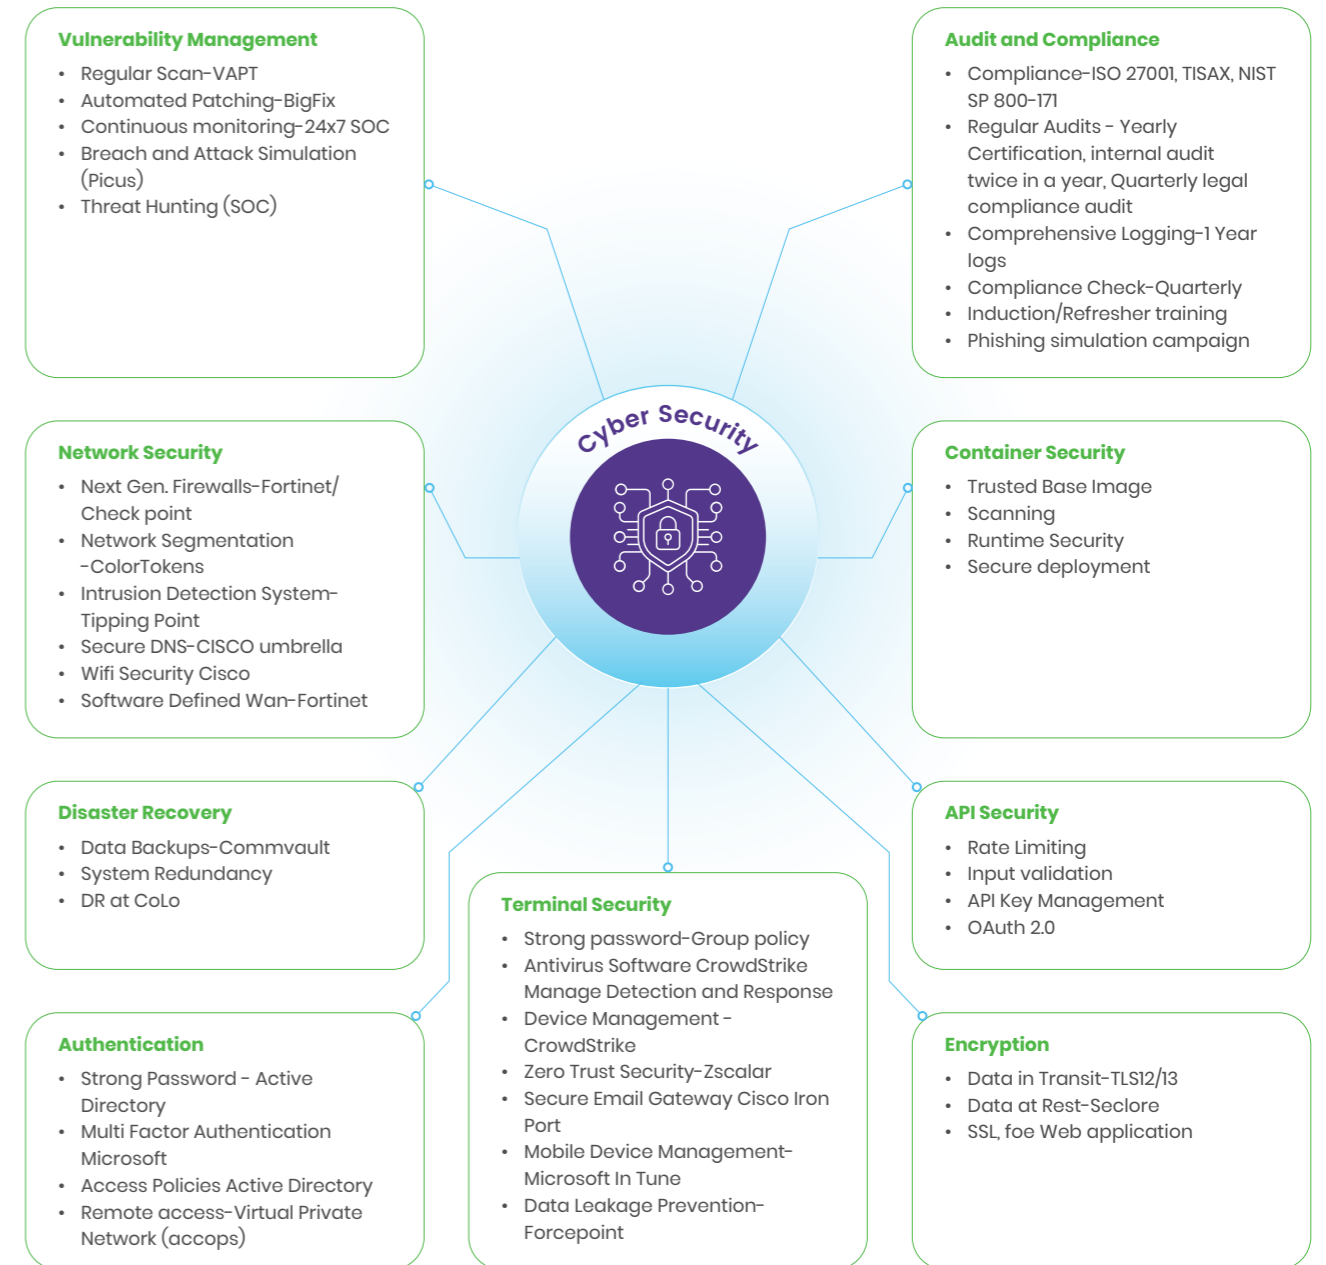 Vulnerability Management
• Regular Scan-VAPT
• Automated Patching-BigFix
• Continuous monitoring-24x7 SOC
• Breach and Attack Simulation
(Picus)
• Threat Hunting (SOC)
Audit and Compliance
• Compliance-ISO 27001, TISAX, NIST
SP 800-171
• Regular Audits - Yearly
Certification, internal audit
twice in a year, Quarterly legal
compliance audit
• Comprehensive Logging-1 Year
logs
• Compliance Check-Quarterly
• Induction/Refresher training
• Phishing simulation campaign
Cyber Security
Network Security
• Next Gen. Firewalls-Fortinet/
Check point
• Network Segmentation
-ColorTokens
• Intrusion Detection System-
Tipping Point
• Secure DNS-CISCO umbrella
• Wifi Security Cisco
• Software Defined Wan-Fortinet
Container Security
• Trusted Base Image
• Scanning
• Runtime Security
• Secure deployment
Disaster Recovery
• Data Backups-Commvault
• System Redundancy
• DR at CoLo
API Security
• Rate Limiting
• Input validation
• API Key Management
• OAuth 2.0
Terminal Security
• Strong password-Group policy
• Antivirus Software CrowdStrike
Manage Detection and Response
• Device Management -
CrowdStrike
• Zero Trust Security-Zscalar
• Secure Email Gateway Cisco Iron
Port
• Mobile Device Management-
Microsoft In Tune
• Data Leakage Prevention-
Forcepoint
Authentication
• Strong Password - Active
Directory
• Multi Factor Authentication
Microsoft
• Access Policies Active Directory
• Remote access-Virtual Private
Network (accops)
Encryption
• Data in Transit-TLS12/13
• Data at Rest-Seclore
• SSL, foe Web application